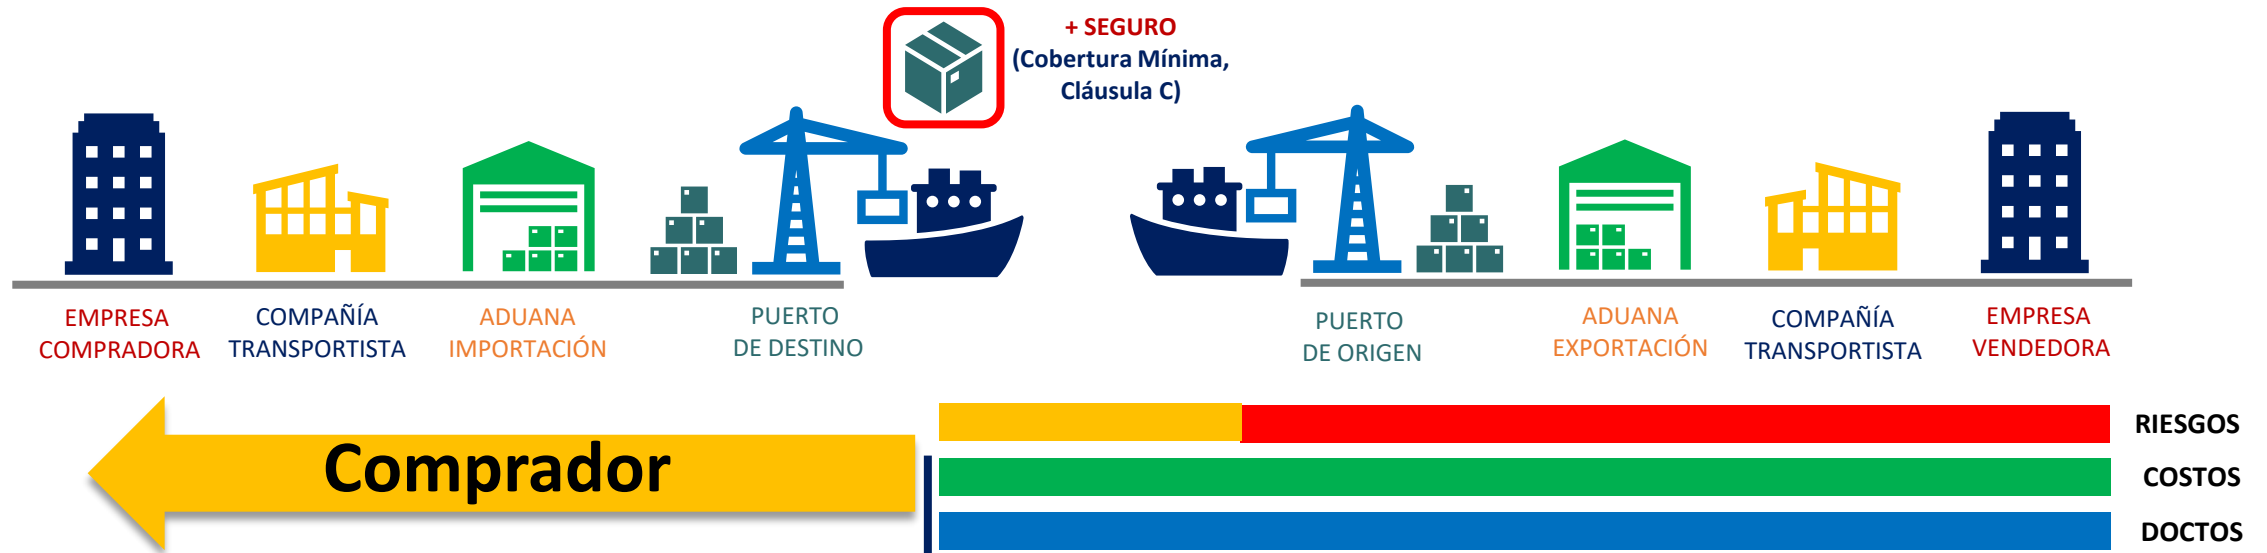 + SEGURO
(Cobertura Mínima,
Cláusula C)
EMPRESA
COMPRADORA
COMPAÑÍA
TRANSPORTISTA
ADUANA
IMPORTACIÓN
PUERTO
DE DESTINO
PUERTO
DE ORIGEN
ADUANA
EXPORTACIÓN
COMPAÑÍA
TRANSPORTISTA
EMPRESA
VENDEDORA
Comprador
RIESGOS
COSTOS
DOCTOS